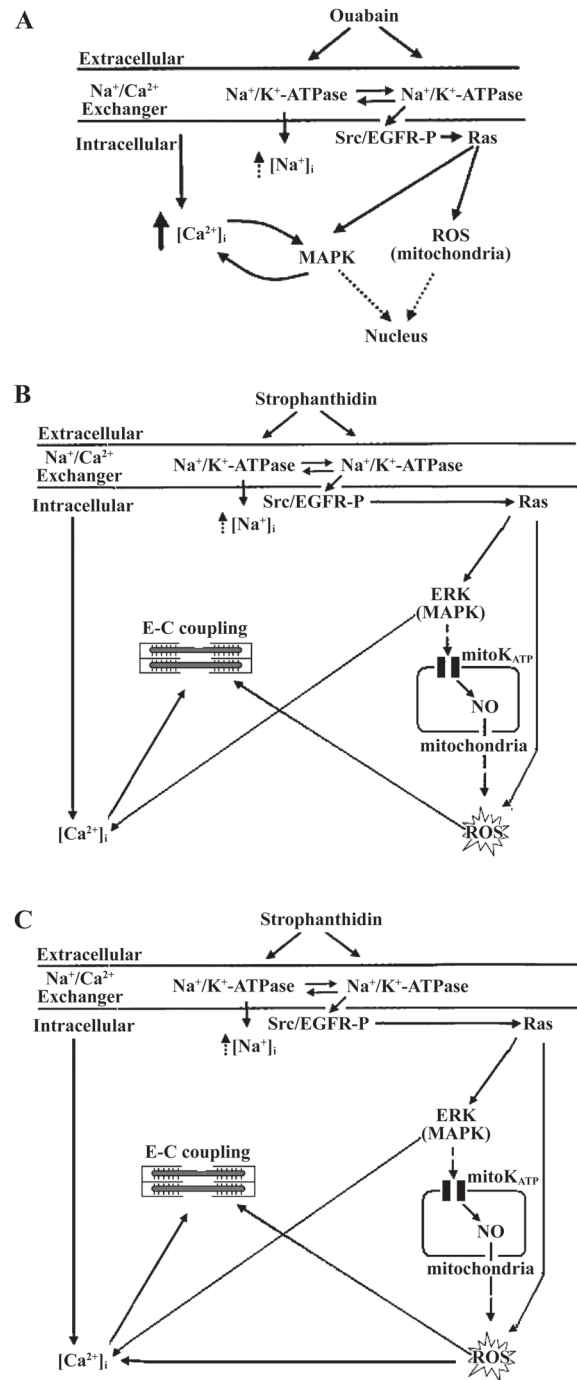 A
Ouabain
Extracellular
Na⁺/Ca²⁺
Exchanger
Na⁺/K⁺-ATPase
Na⁺/K⁺-ATPase
Intracellular
Src/EGFR-P
Ras
[Na⁺]ᵢ
[Ca²⁺]ᵢ
MAPK
ROS
(mitochondria)
Nucleus
B
Strophanthidin
Extracellular
Na⁺/Ca²⁺
Exchanger
Na⁺/K⁺-ATPase
Na⁺/K⁺-ATPase
Intracellular
Src/EGFR-P
Ras
[Na⁺]ᵢ
ERK
(MAPK)
E-C coupling
mitoK_ATP
NO
mitochondria
[Ca²⁺]ᵢ
ROS
C
Strophanthidin
Extracellular
Na⁺/Ca²⁺
Exchanger
Na⁺/K⁺-ATPase
Na⁺/K⁺-ATPase
Intracellular
Src/EGFR-P
Ras
[Na⁺]ᵢ
ERK
(MAPK)
E-C coupling
mitoK_ATP
NO
mitochondria
[Ca²⁺]ᵢ
ROS